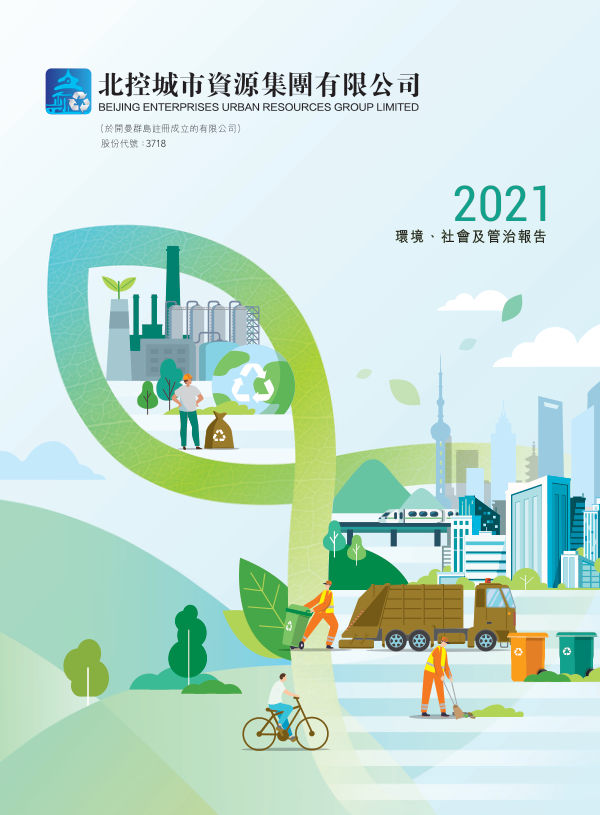 北控城市資源集團有限公司
BEIJING ENTERPRISES URBAN RESOURCES GROUP LIMITED
(於開曼群島註冊成立的有限公司)
股份代號：3718
2021
環境、社會及管治報告